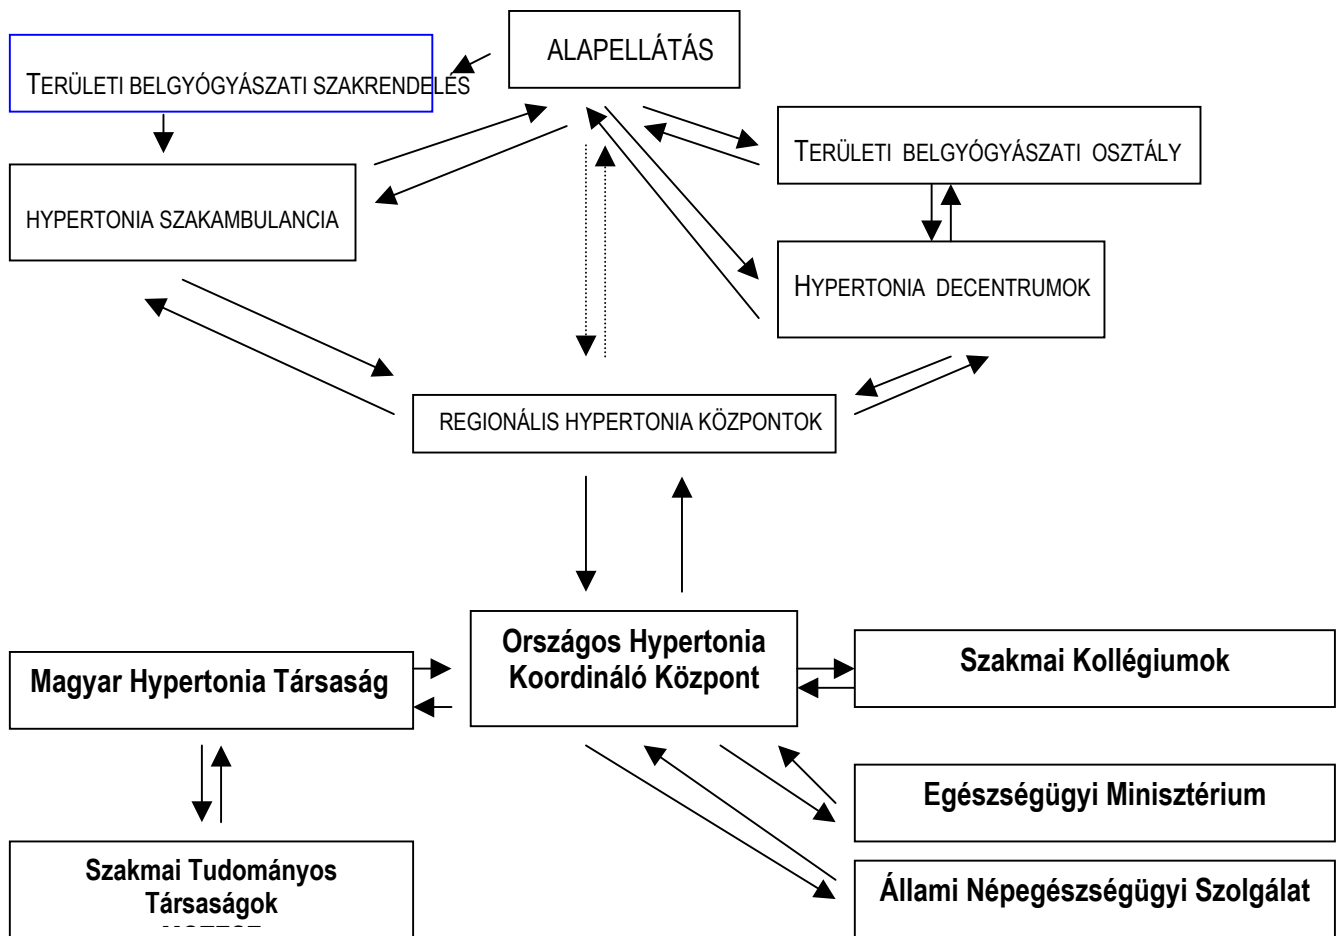 ALAPELLÁTÁS
TERÜLETI BELGYÓGYÁSZATI SZAKRENDELÉS
TERÜLETI BELGYÓGYÁSZATI OSZTÁLY
HYPERTONIA SZAKAMBULANCIA
HYPERTONIA DECENTRUMOK
REGIONÁLIS HYPERTONIA KÖZPONTOK
Országos Hypertonia
Koordináló Központ
Magyar Hypertonia Társaság
Szakmai Kollégiumok
Egészségügyi Minisztérium
Szakmai Tudományos
Társaságok
Állami Népegészségügyi Szolgálat